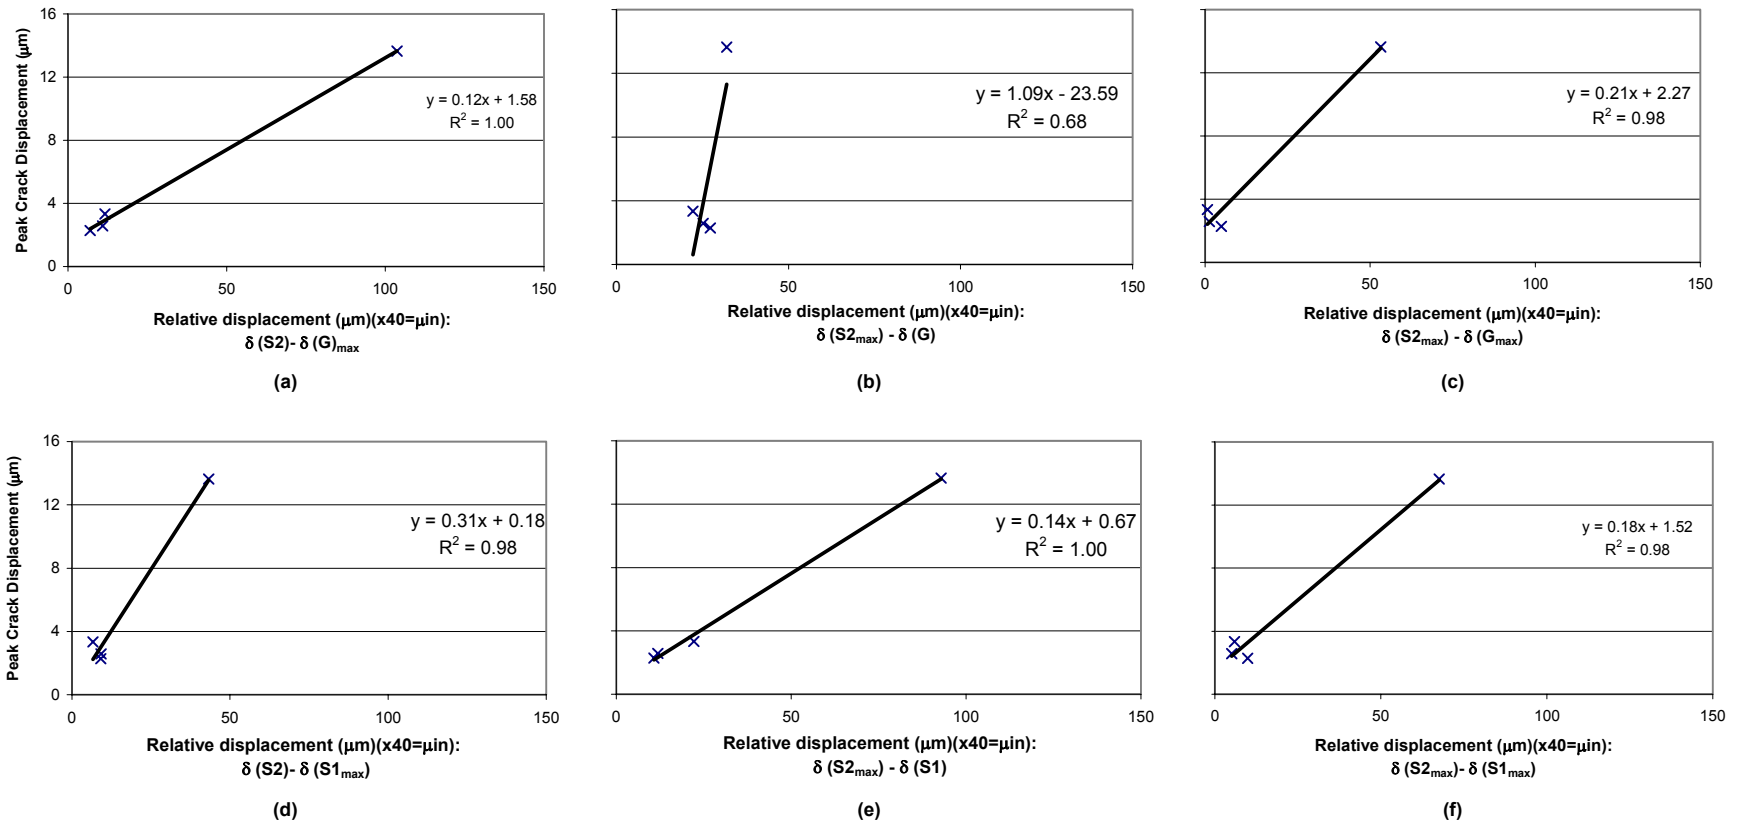 16
12
8
4
0
Peak Crack Displacement (μm)
y = 0.12x + 1.58
R² = 1.00
0 50 100 150
Relative displacement (μm)(x40=μin):
δ (S2)- δ (G)max
(a)
y = 1.09x - 23.59
R² = 0.68
0 50 100 150
Relative displacement (μm)(x40=μin):
δ (S2max) - δ (G)
(b)
y = 0.21x + 2.27
R² = 0.98
0 50 100 150
Relative displacement (μm)(x40=μin):
δ (S2max) - δ (Gmax)
(c)
16
12
8
4
0
Peak Crack Displacement (μm)
y = 0.31x + 0.18
R² = 0.98
0 50 100 150
Relative displacement (μm)(x40=μin):
δ (S2)- δ (S1max)
(d)
y = 0.14x + 0.67
R² = 1.00
0 50 100 150
Relative displacement (μm)(x40=μin):
δ (S2max) - δ (S1)
(e)
y = 0.18x + 1.52
R² = 0.98
0 50 100 150
Relative displacement (μm)(x40=μin):
δ (S2max)- δ (S1max)
(f)